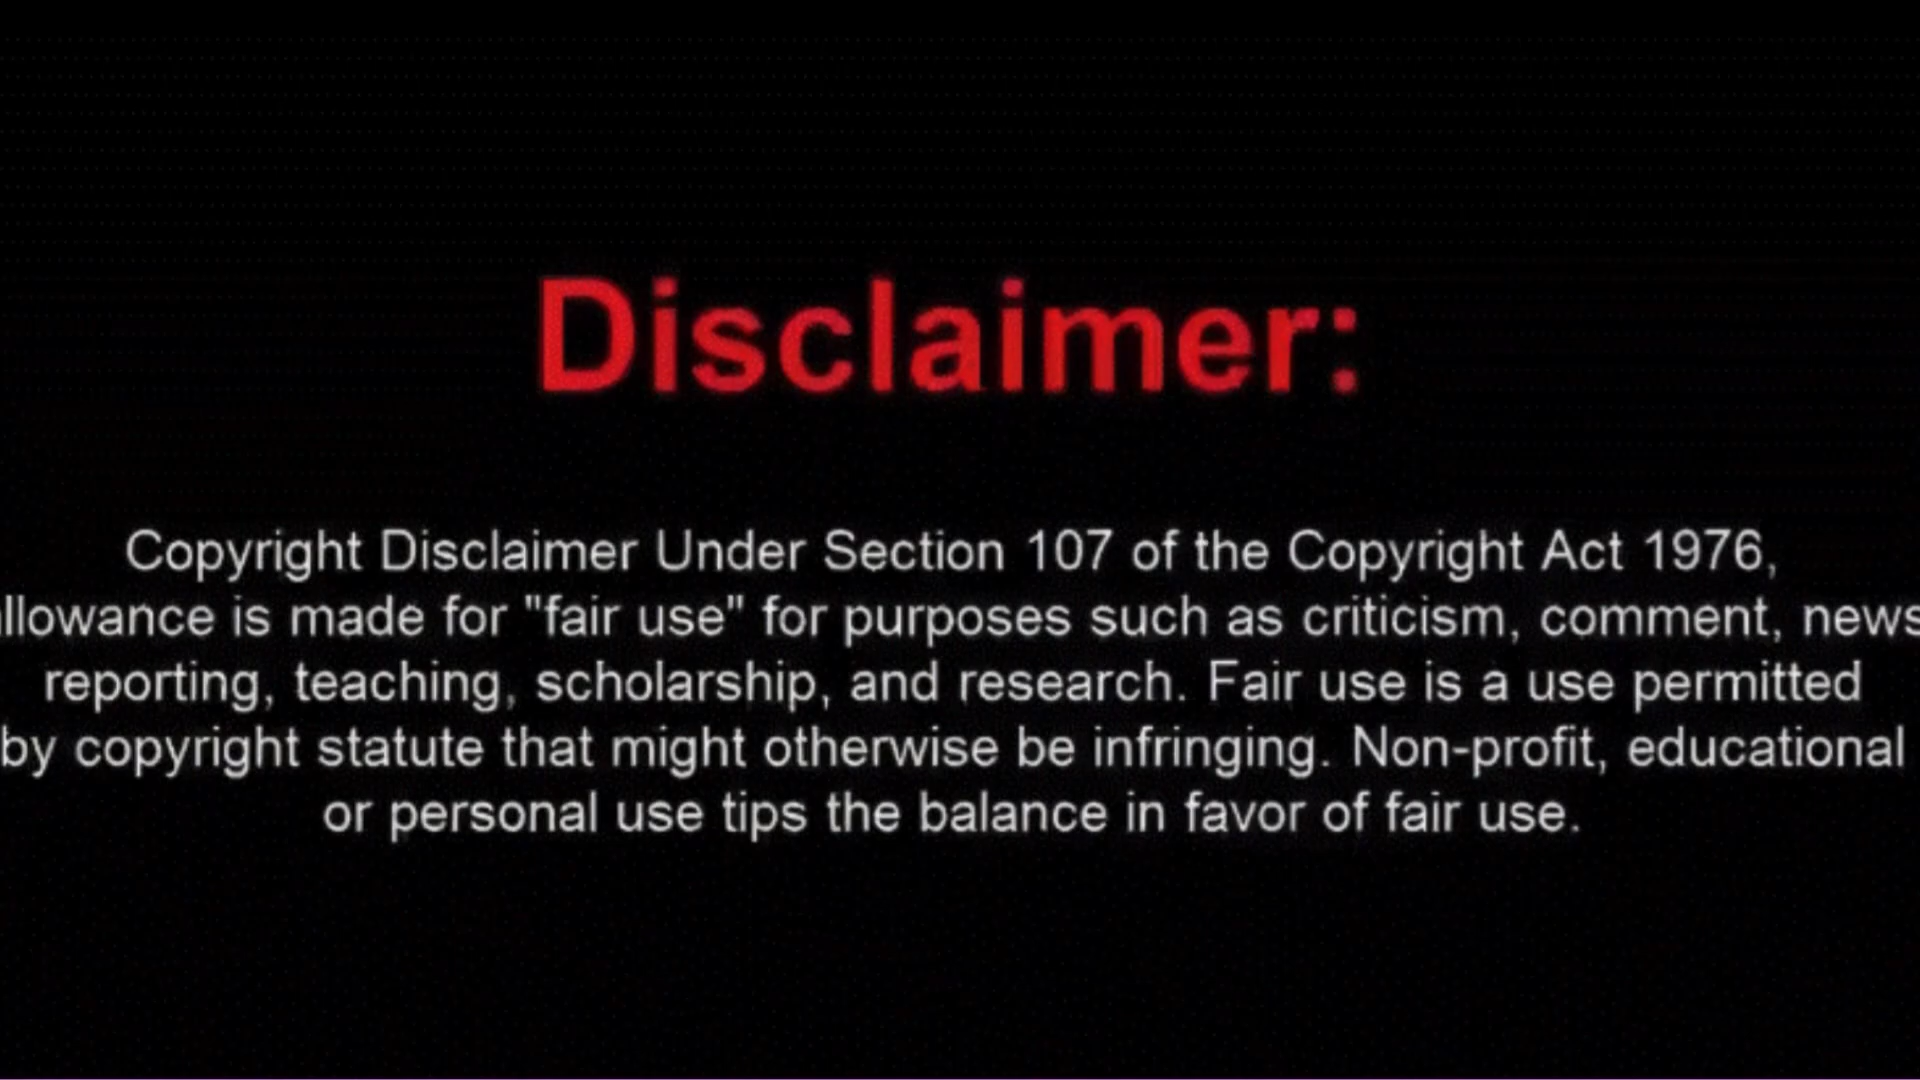 Disclaimer:
Copyright Disclaimer Under Section 107 of the Copyright Act 1976,
llowance is made for "fair use" for purposes such as criticism, comment, news
reporting, teaching, scholarship, and research. Fair use is a use permitted
by copyright statute that might otherwise be infringing. Non-profit, educational
or personal use tips the balance in favor of fair use.